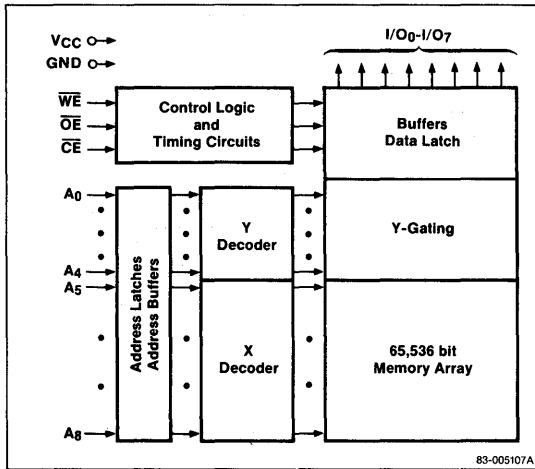 VCC
GND
I/O0-I/O7
WE
OE
CE
Control Logic
and
Timing Circuits
Buffers
Data Latch
A0
A4
A5
A8
Address Latches
Address Buffers
Y
Decoder
X
Decoder
Y-Gating
65,536 bit
Memory Array
83-005107A